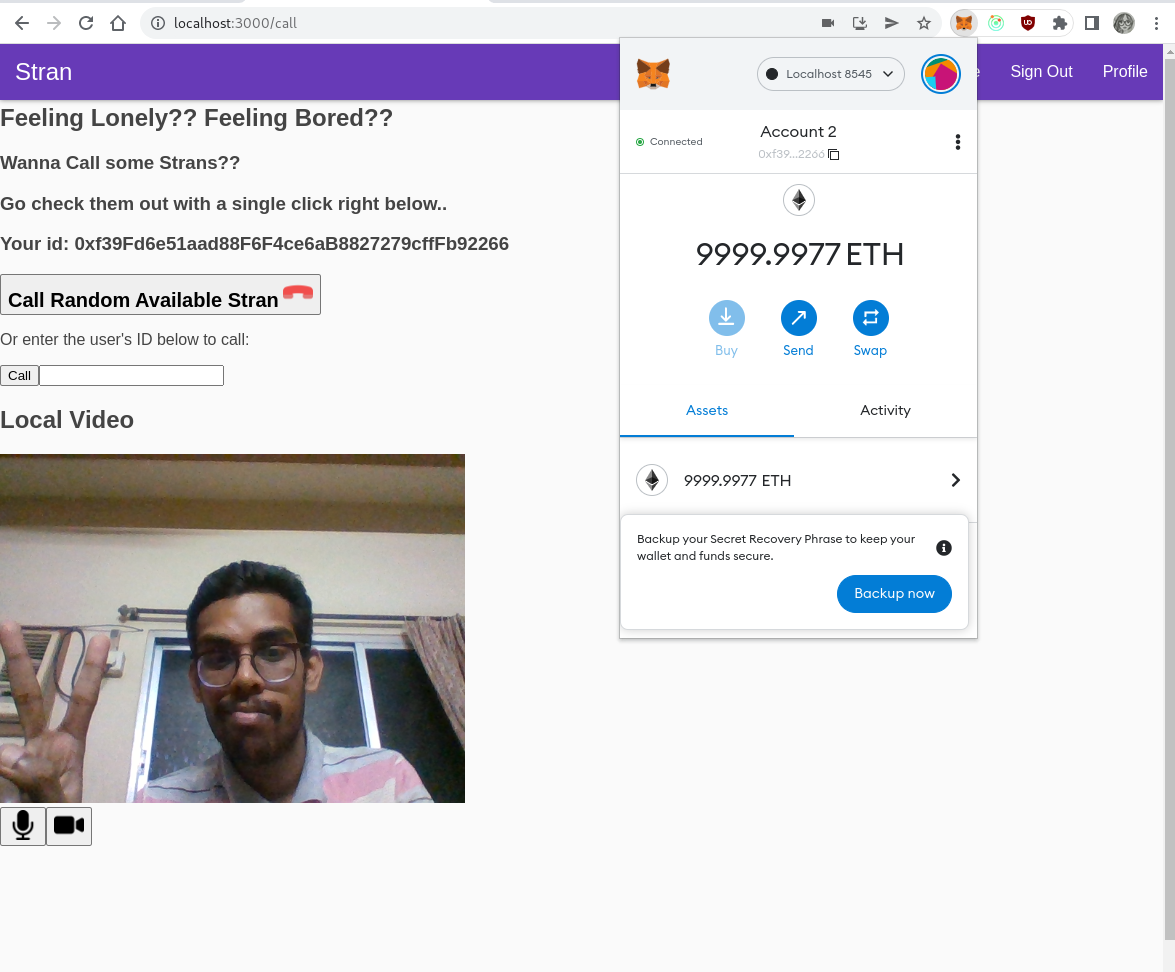 localhost:3000/call
Stran
Sign Out
Profile
Feeling Lonely?? Feeling Bored??
Wanna Call some Strans??
Go check them out with a single click right below..
Your id: 0xf39Fd6e51aad88F6F4ce6aB8827279cffFb92266
Call Random Available Stran
Or enter the user's ID below to call:
Call
Local Video
Localhost 8545
Connected
Account 2
0xf39...2266
9999.9977 ETH
Buy
Send
Swap
Assets
Activity
9999.9977 ETH
Backup your Secret Recovery Phrase to keep your
wallet and funds secure.
Backup now